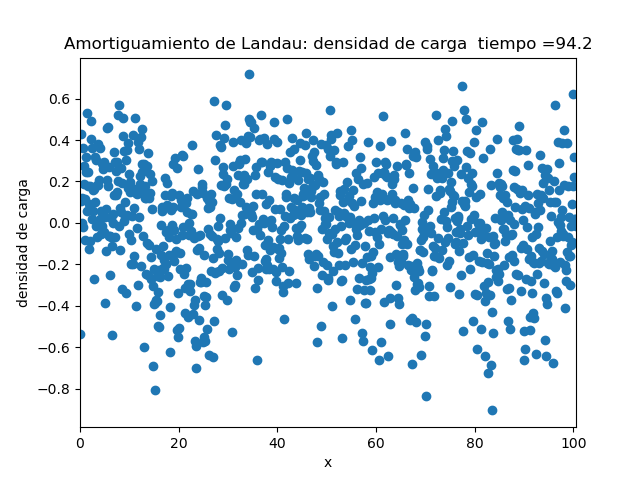 Amortiguamiento de Landau: densidad de carga  tiempo =94.2
densidad de carga
0.6
0.4
0.2
0.0
−0.2
−0.4
−0.6
−0.8
0 20 40 60 80 100
x